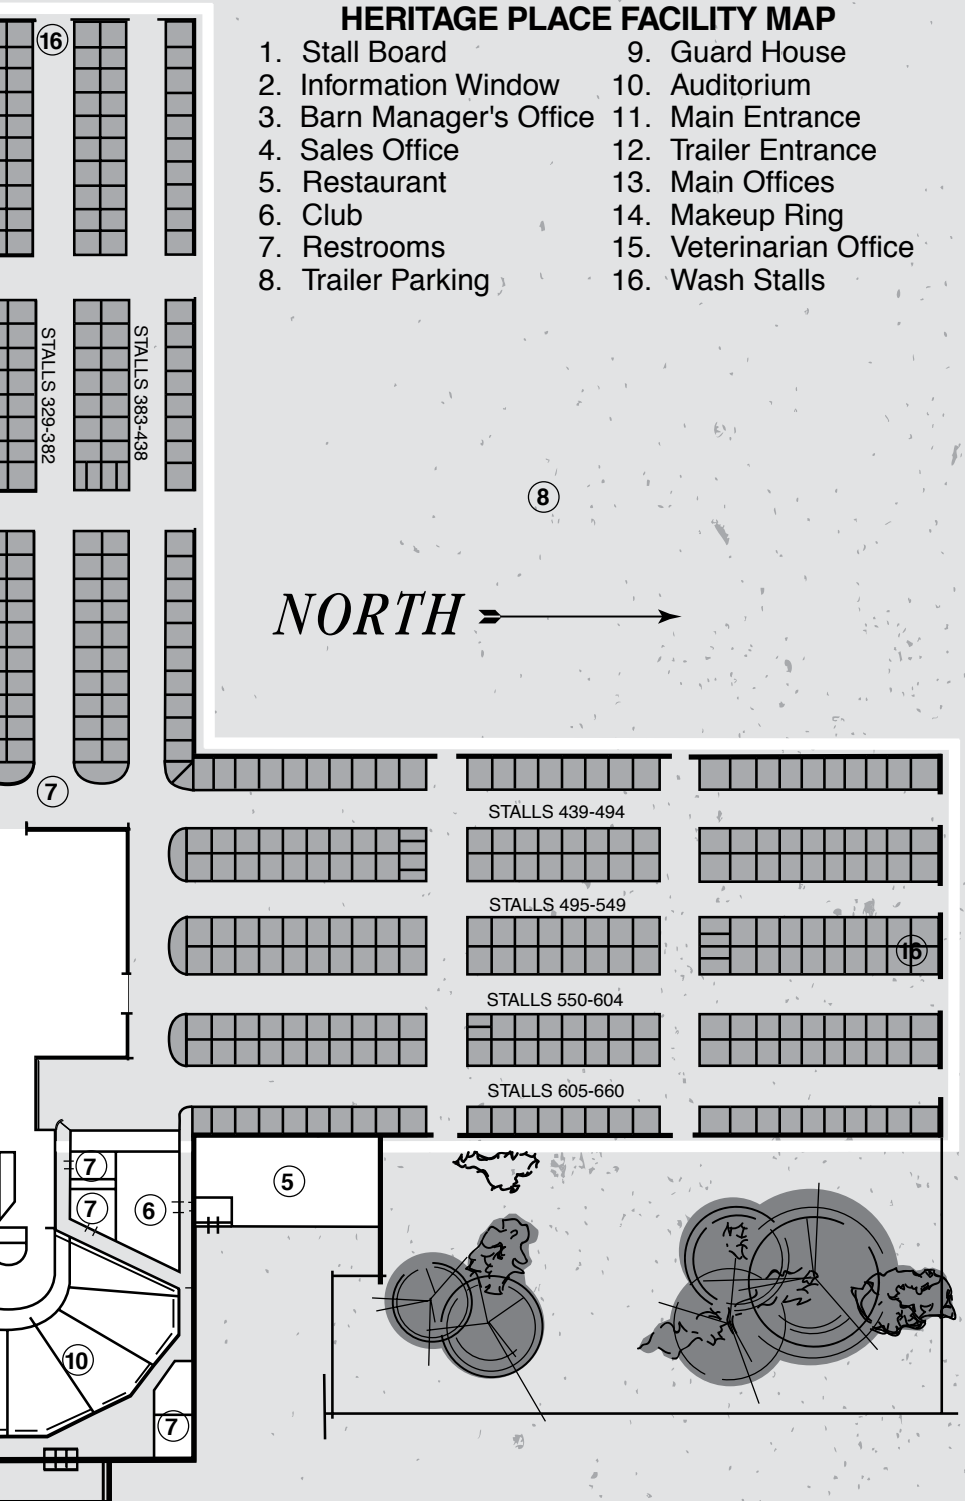 HERITAGE PLACE FACILITY MAP
1. Stall Board
2. Information Window
3. Barn Manager's Office
4. Sales Office
5. Restaurant
6. Club
7. Restrooms
8. Trailer Parking
9. Guard House
10. Auditorium
11. Main Entrance
12. Trailer Entrance
13. Main Offices
14. Makeup Ring
15. Veterinarian Office
16. Wash Stalls
16
STALLS 329-382
STALLS 383-438
8
NORTH
7
STALLS 439-494
STALLS 495-549
16
STALLS 550-604
STALLS 605-660
7
5
7
6
10
7